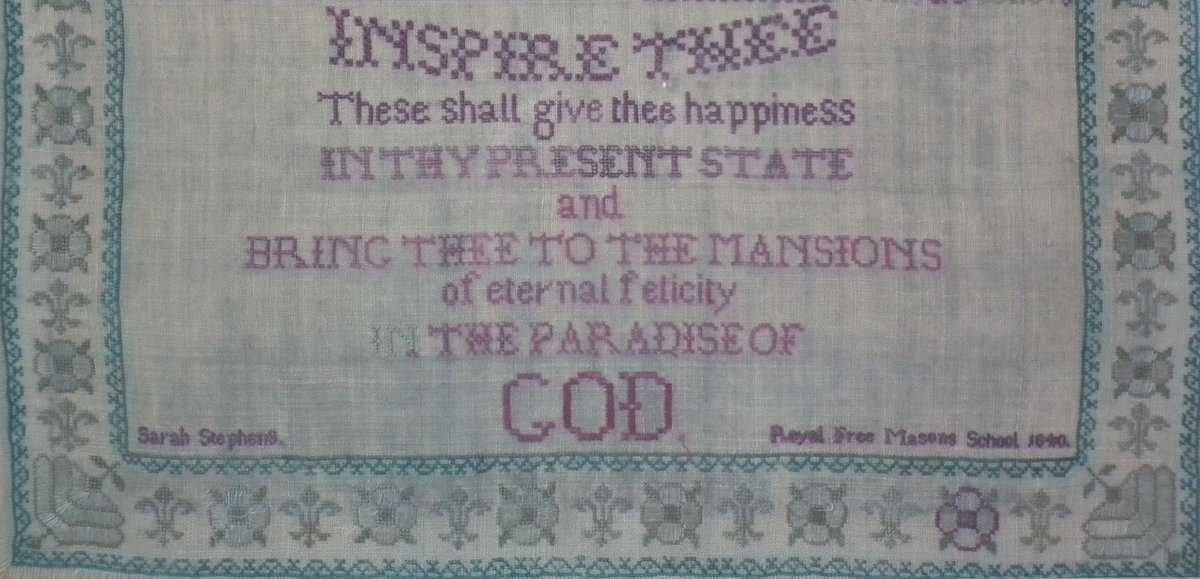 INSPIRE THEE
These shall give thee happiness
IN THY PRESENT STATE
and
BRING THEE TO THE MANSIONS
of eternal felicity
IN THE PARADISE OF
GOD
Sarah Stephens. Royal Free Masons School 1840.